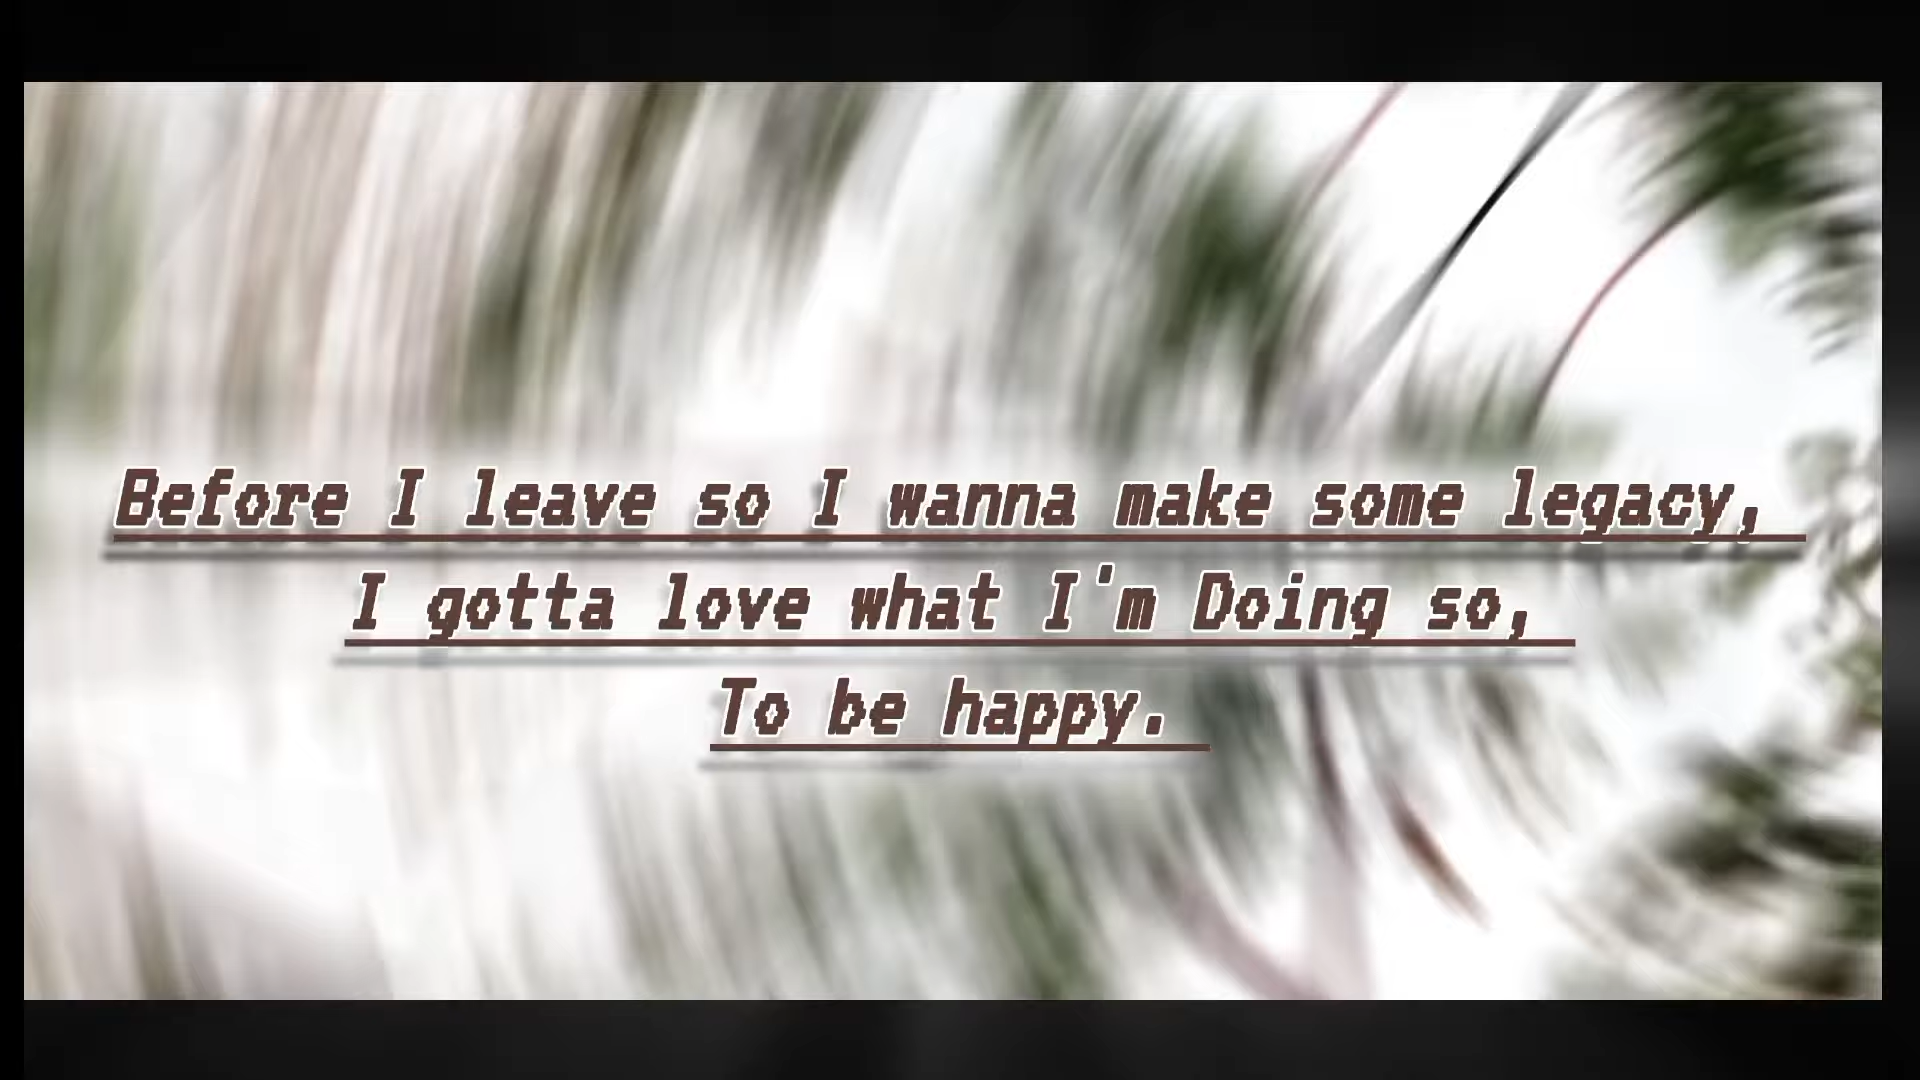 Before I leave so I wanna make some legacy,
I gotta love what I'm Doing so,
To be happy.